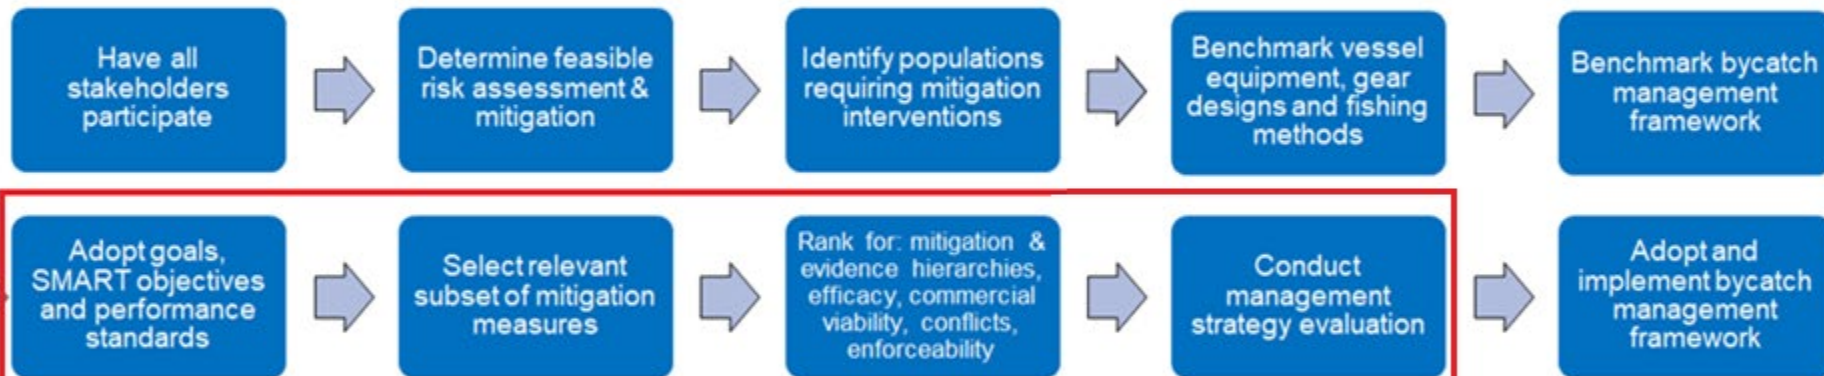 Have all
stakeholders
participate
Determine feasible
risk assessment &
mitigation
Identify populations
requiring mitigation
interventions
Benchmark vessel
equipment, gear
designs and fishing
methods
Benchmark bycatch
management
framework
Adopt goals,
SMART objectives
and performance
standards
Select relevant
subset of mitigation
measures
Rank for: mitigation &
evidence hierarchies,
efficacy, commercial
viability, conflicts,
enforceability
Conduct
management
strategy evaluation
Adopt and
implement bycatch
management
framework